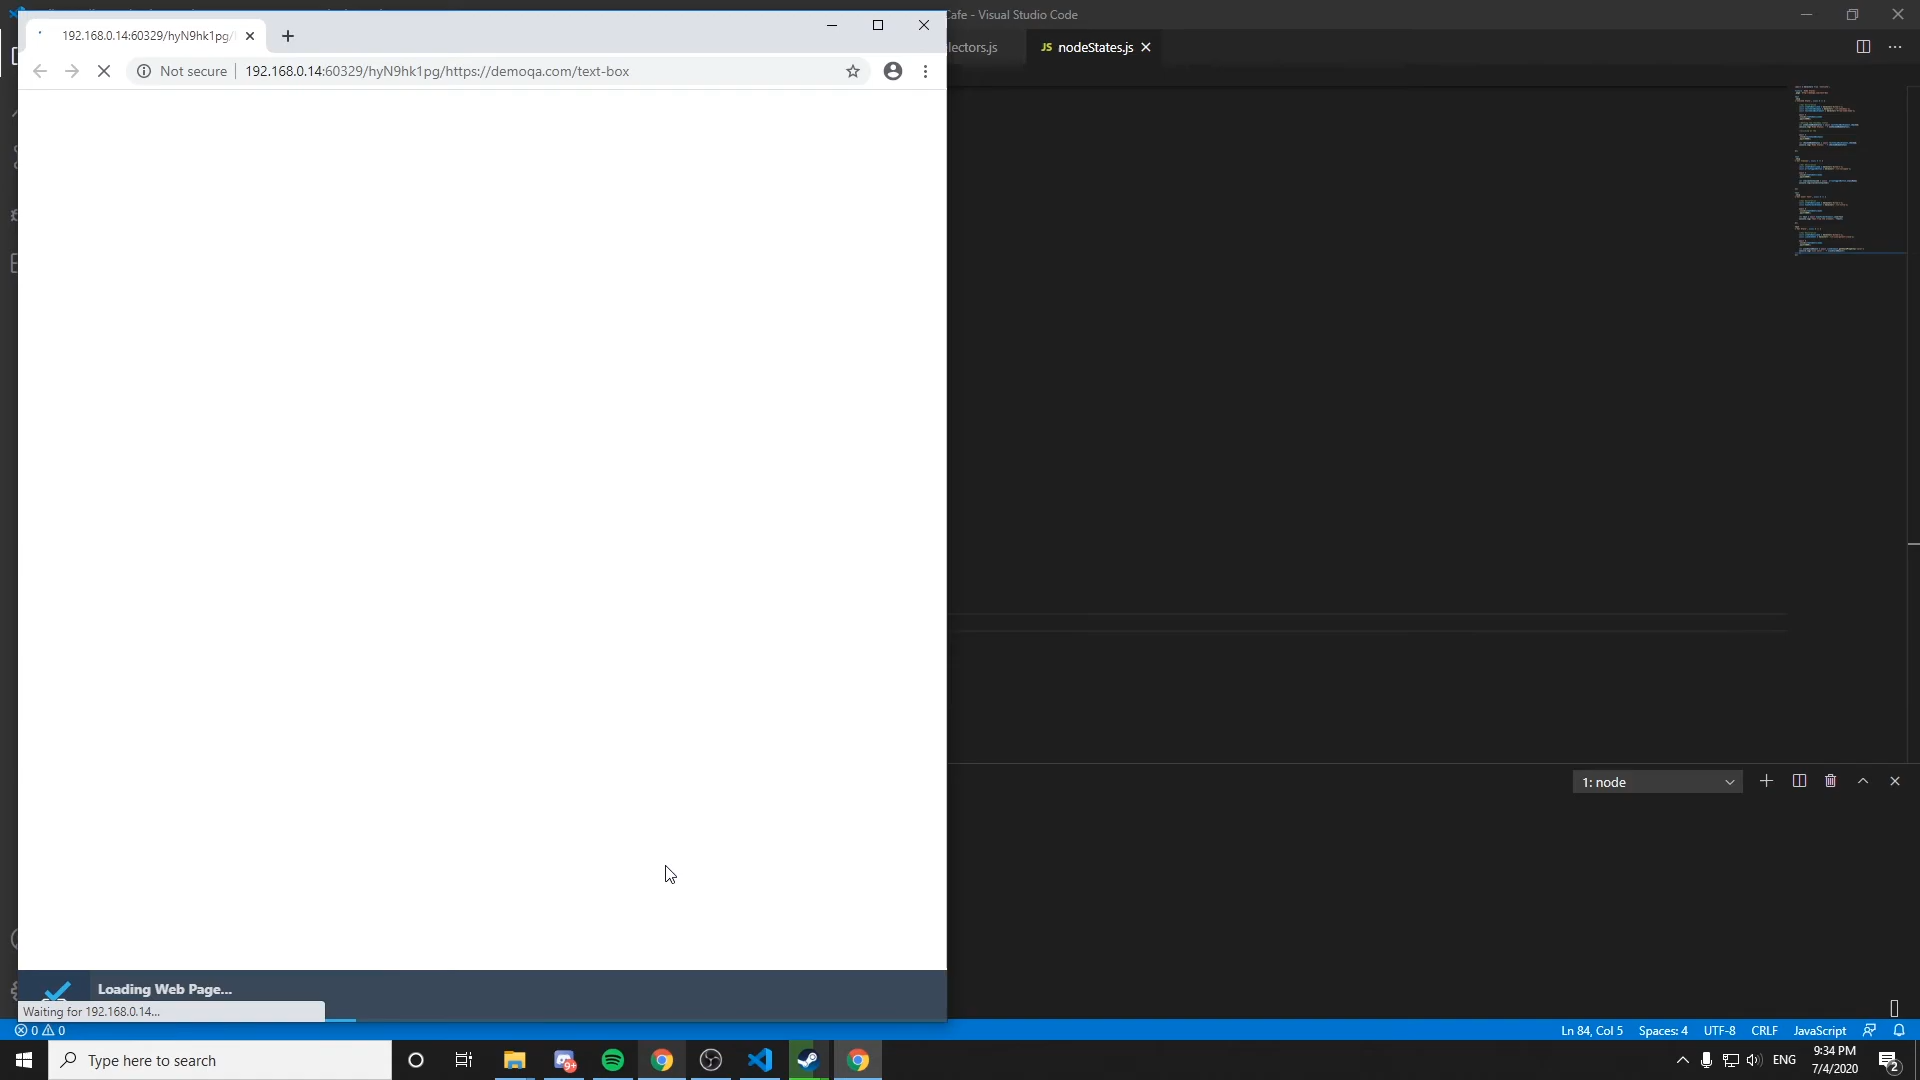 192.168.0.14:60329/hyN9hk1pg/
Not secure
192.168.0.14:60329/hyN9hk1pg/https://demoqa.com/text-box
Cafe - Visual Studio Code
lectors.js
JS nodeStates.js
1: node
Loading Web Page...
Waiting for 192.168.0.14...
0 0
Ln 84, Col 5 Spaces: 4 UTF-8 CRLF JavaScript
Type here to search
9+
ENG
9:34 PM
7/4/2020
2